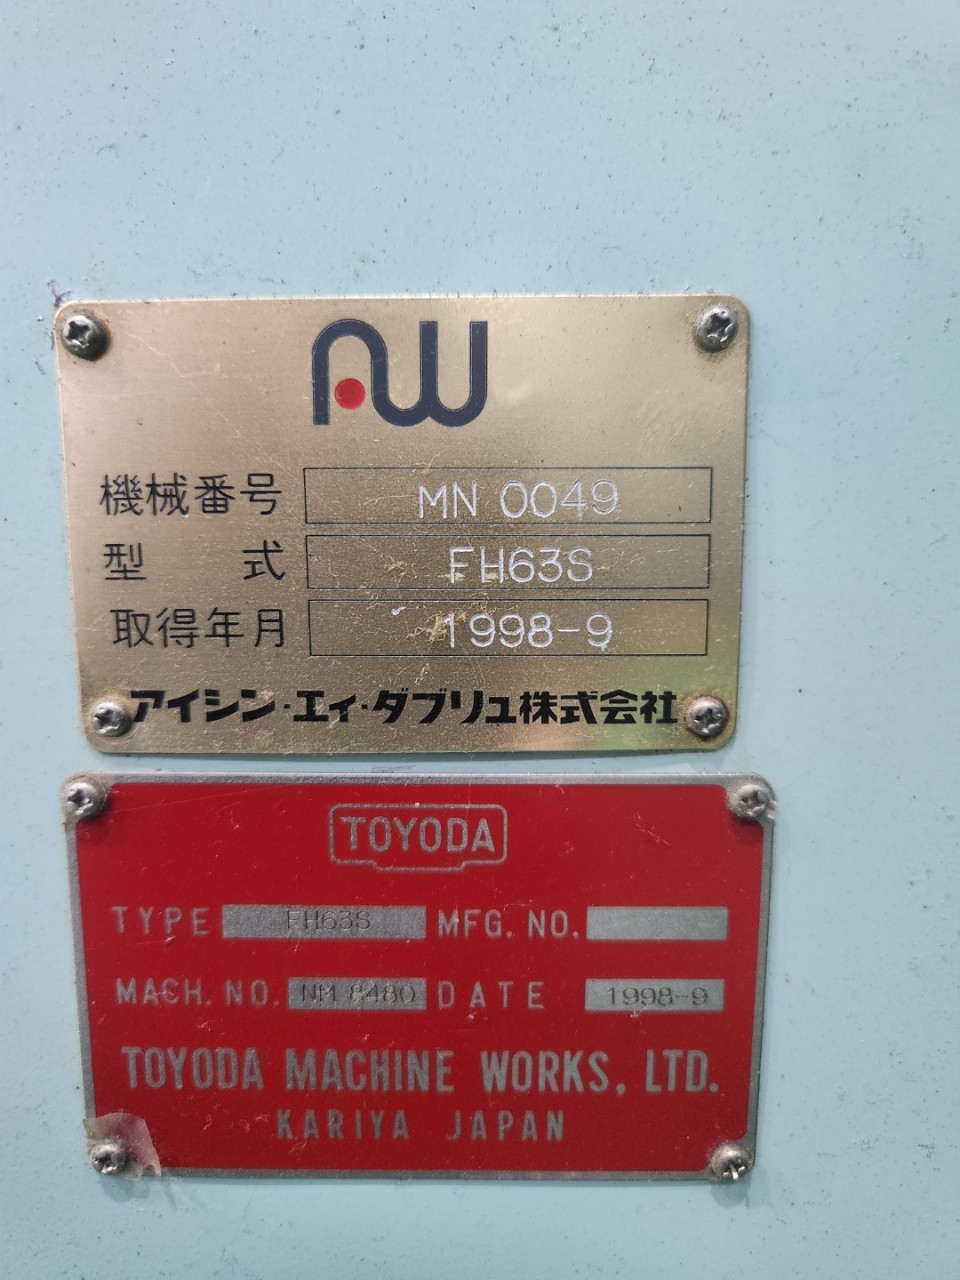 AW
機械番号 MN 0049
型式 FH63S
取得年月 1998-9
アイシン・エィ・ダブリュ株式会社
TOYODA
TYPE FH63S MFG. NO.
MACH. NO. NM 8480 DATE 1998-9
TOYODA MACHINE WORKS, LTD.
KARIYA JAPAN